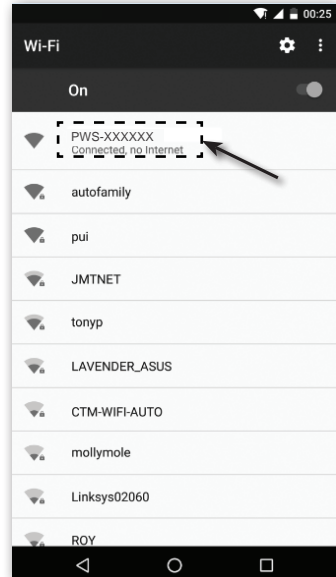 00:25
Wi-Fi
On
PWS-XXXXXX
Connected, no Internet
autofamily
pui
JMTNET
tonyp
LAVENDER_ASUS
CTM-WIFI-AUTO
mollymole
Linksys02060
ROY